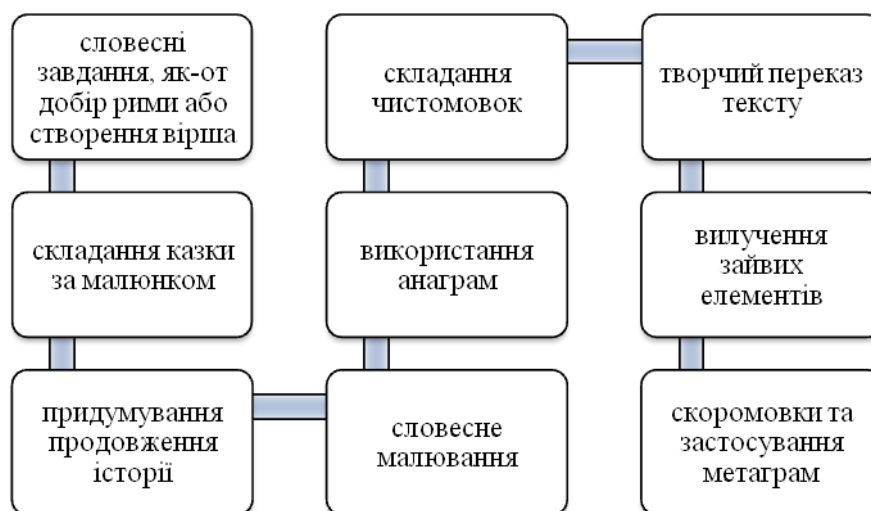 словесні
завдання, як-от
добір рими або
створення вірша
складання казки
за малюнком
придумування
продовження
історії
словесне
малювання
використання
анаграм
складання
чистомовок
творчий переказ
тексту
вилучення
зайвих
елементів
скоромовки та
застосування
метаграм